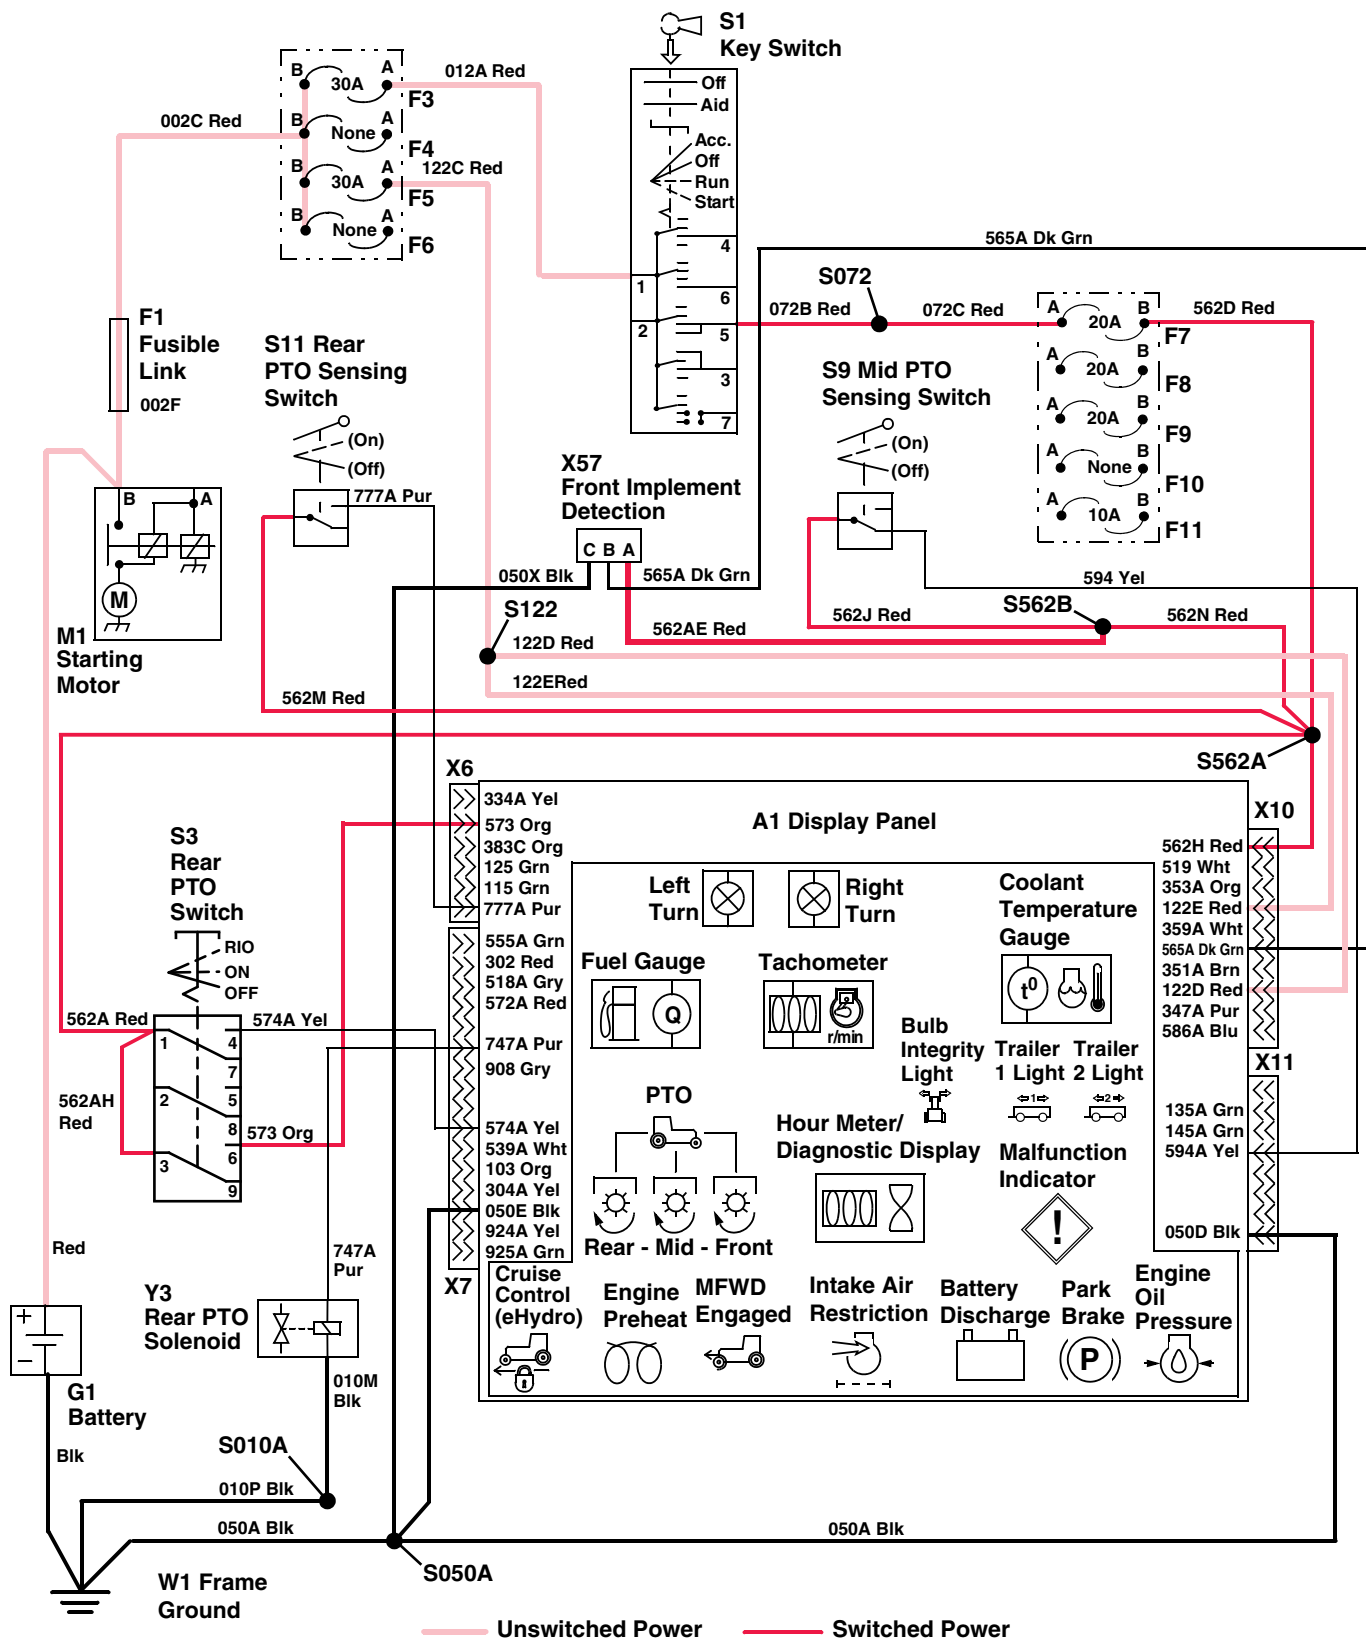 S1
Key Switch
Off
Aid
Acc.
Off
Run
Start
4
1
6
2
5
3
7
012A Red
002C Red
122C Red
B
30A
A
F3
B
None
A
F4
B
30A
A
F5
B
None
A
F6
565A Dk Grn
S072
072B Red
072C Red
562D Red
A
20A
B
F7
A
20A
B
F8
A
20A
B
F9
A
None
B
F10
A
10A
B
F11
F1
Fusible
Link
002F
S11 Rear
PTO Sensing
Switch
(On)
(Off)
777A Pur
S9 Mid PTO
Sensing Switch
(On)
(Off)
X57
Front Implement
Detection
C B A
050X Blk
565A Dk Grn
594 Yel
B
A
M
M1
Starting
Motor
S122
S562B
562J Red
562N Red
562AE Red
122D Red
122ERed
562M Red
S562A
X6
334A Yel
573 Org
383C Org
125 Grn
115 Grn
777A Pur
555A Grn
302 Red
518A Gry
572A Red
747A Pur
908 Gry
574A Yel
539A Wht
103 Org
304A Yel
050E Blk
924A Yel
925A Grn
X7
A1 Display Panel
X10
562H Red
519 Wht
353A Org
122E Red
359A Wht
565A Dk Grn
351A Brn
122D Red
347A Pur
586A Blu
X11
135A Grn
145A Grn
594A Yel
050D Blk
Left
Turn
Right
Turn
Coolant
Temperature
Gauge
t0
Fuel Gauge
Q
Tachometer
r/min
Bulb
Integrity
Light
Trailer
1 Light
Trailer
2 Light
1
2
PTO
Rear - Mid - Front
Hour Meter/
Diagnostic Display
Malfunction
Indicator
!
Cruise
Control
(eHydro)
Engine
Preheat
MFWD
Engaged
Intake Air
Restriction
Battery
Discharge
Park
Brake
P
Engine
Oil
Pressure
S3
Rear
PTO
Switch
RIO
ON
OFF
562A Red
574A Yel
1
4
7
2
5
8
3
6
9
562AH
Red
573 Org
Red
747A
Pur
Y3
Rear PTO
Solenoid
+
−
G1
Battery
Blk
010M
Blk
S010A
010P Blk
050A Blk
050A Blk
S050A
W1 Frame
Ground
Unswitched Power
Switched Power